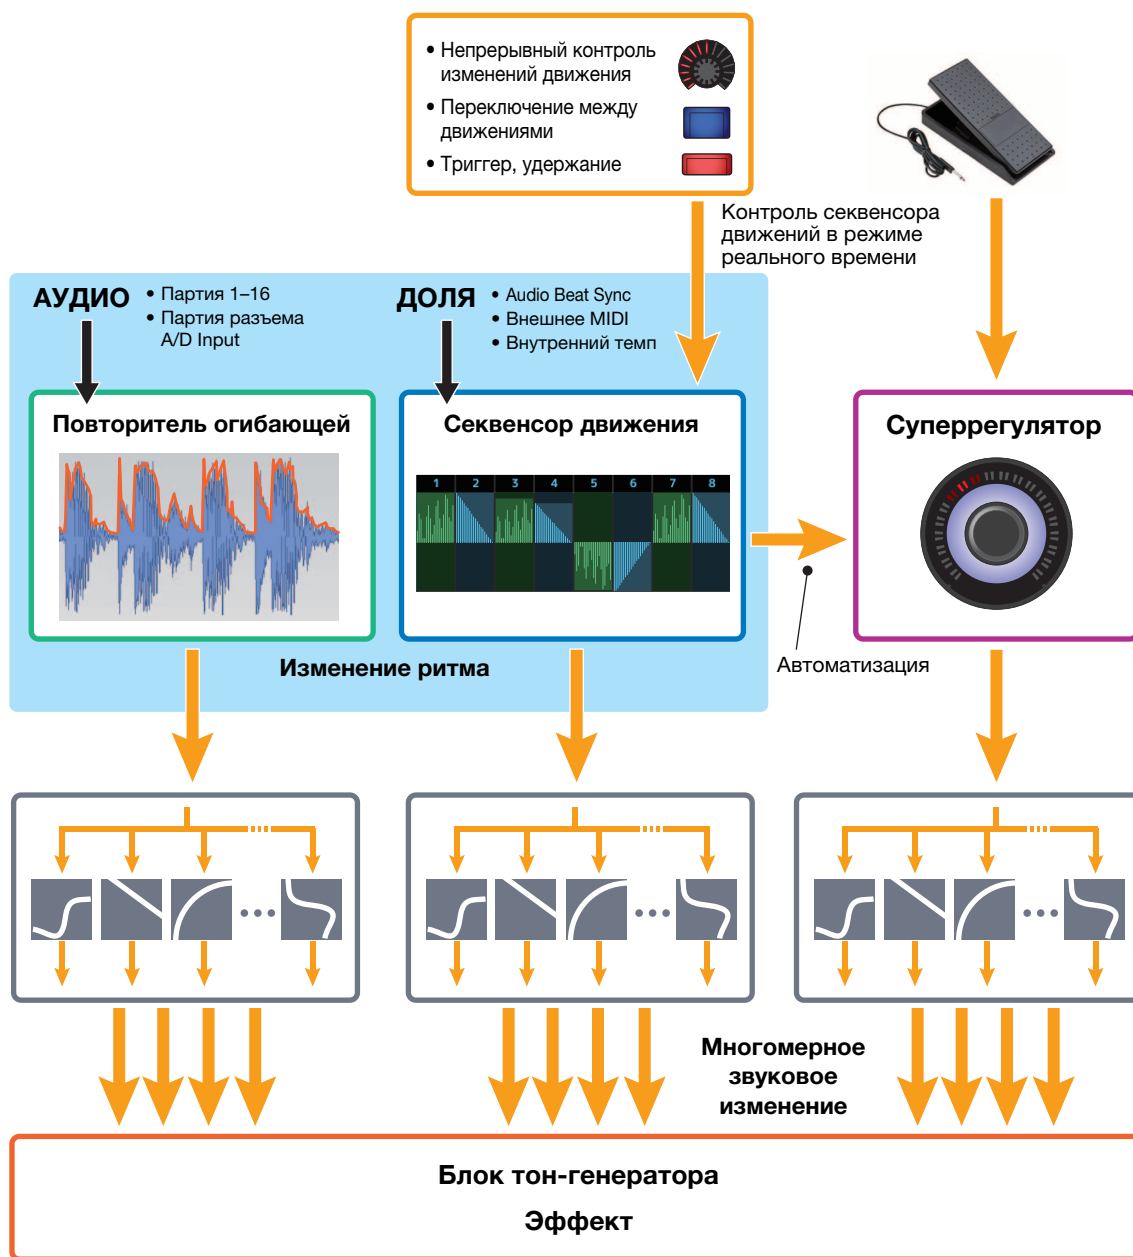 • Непрерывный контроль
изменений движения
• Переключение между
движениями
• Триггер, удержание
Контроль секвенсора
движений в режиме
реального времени
АУДИО
• Партия 1–16
• Партия разъема
A/D Input
ДОЛЯ
• Audio Beat Sync
• Внешнее MIDI
• Внутренний темп
Повторитель огибающей
Секвенсор движения
1 2 3 4 5 6 7 8
Суперрегулятор
Автоматизация
Изменение ритма
Многомерное
звуковое
изменение
Блок тон-генератора
Эффект